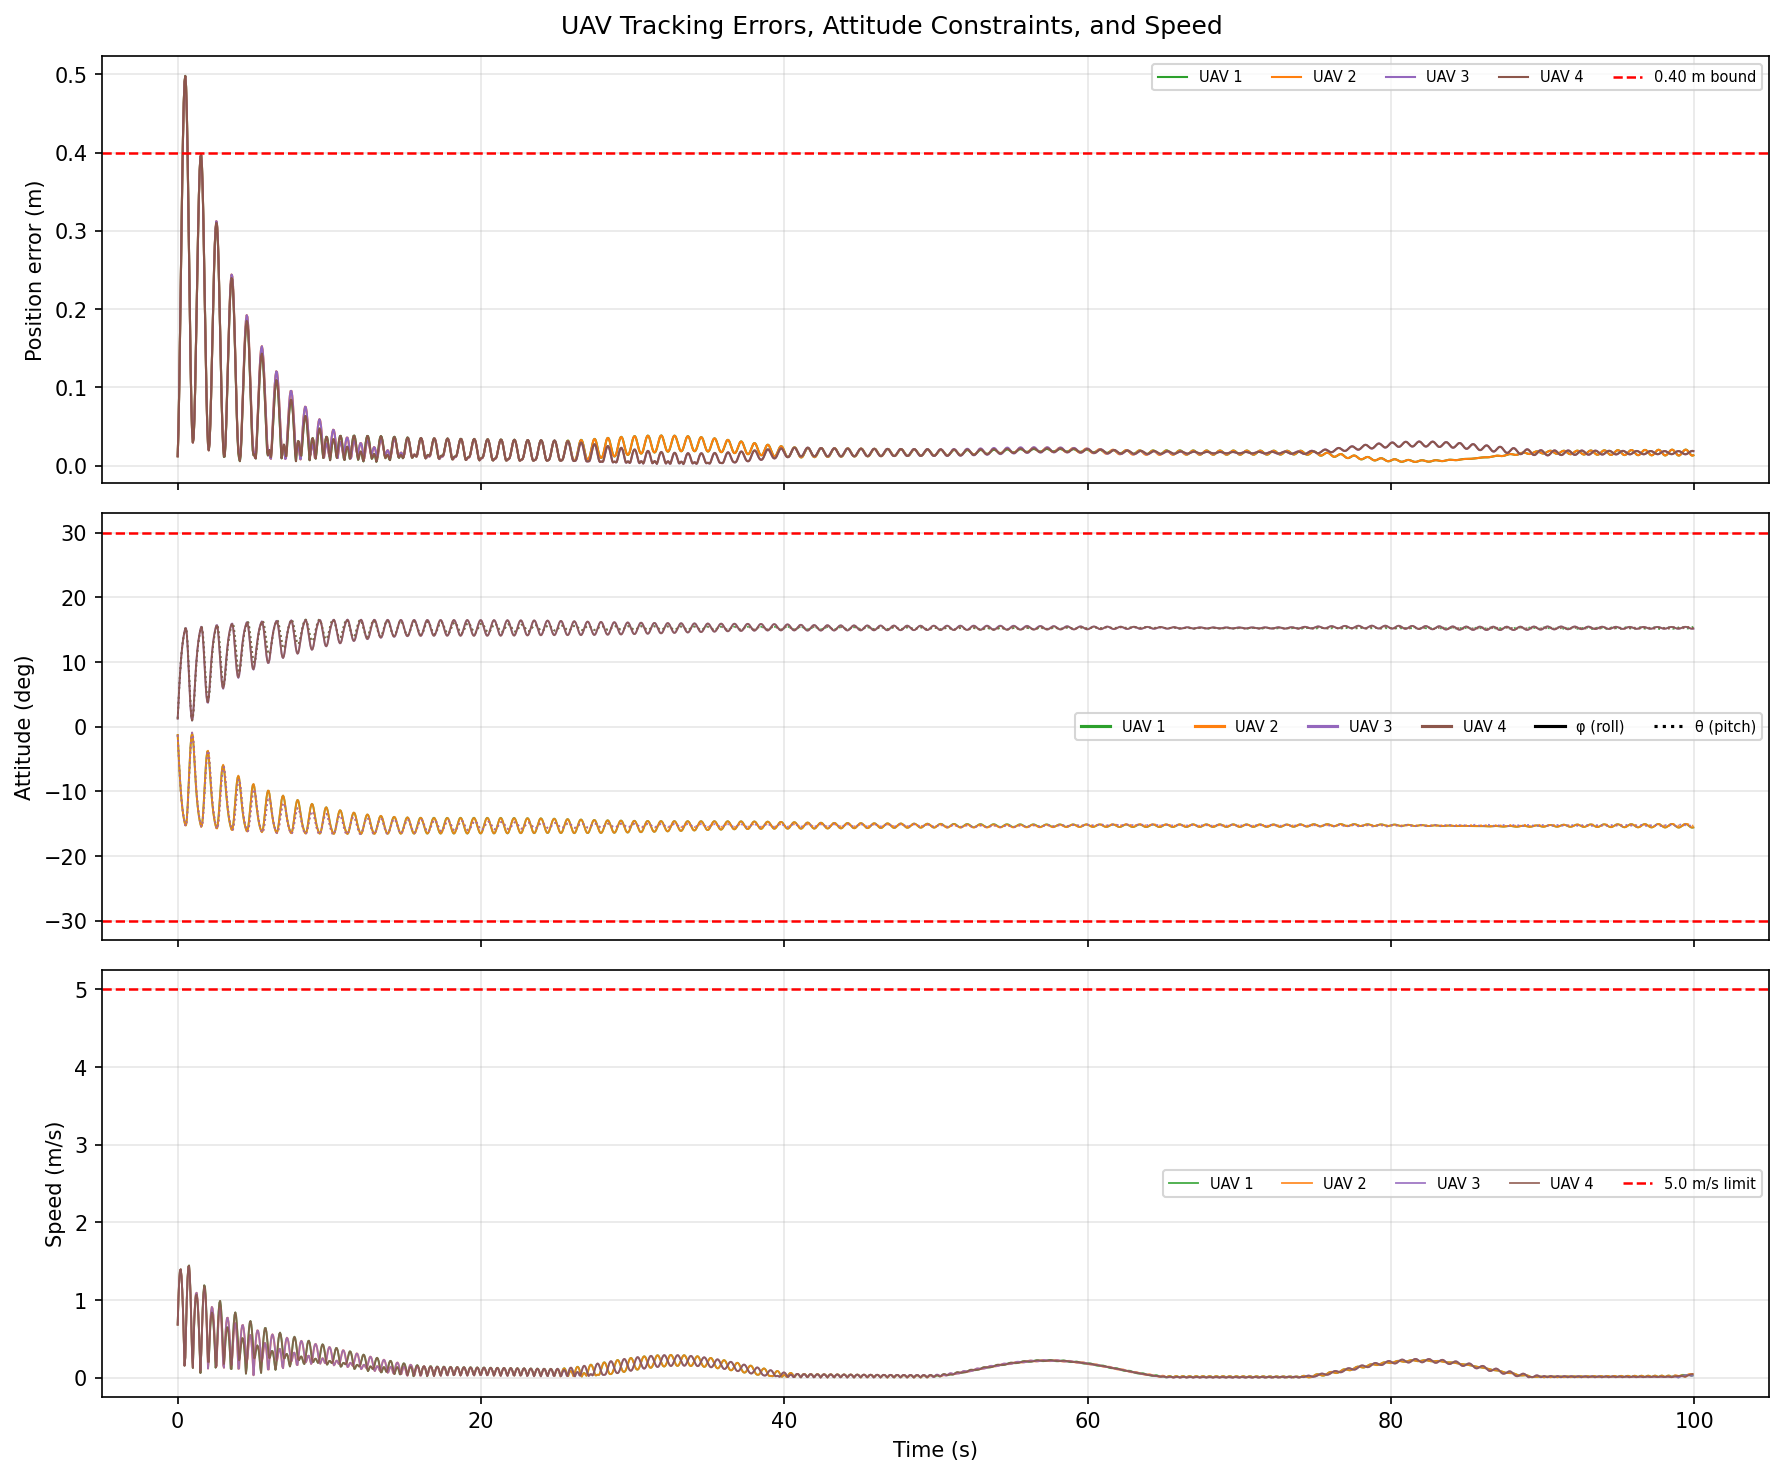 UAV Tracking Errors, Attitude Constraints, and Speed
UAV 1 UAV 2 UAV 3 UAV 4 0.40 m bound
Position error (m)
0.5
0.4
0.3
0.2
0.1
0.0
UAV 1 UAV 2 UAV 3 UAV 4 φ (roll) θ (pitch)
Attitude (deg)
30
20
10
0
−10
−20
−30
UAV 1 UAV 2 UAV 3 UAV 4 5.0 m/s limit
Speed (m/s)
5
4
3
2
1
0
0 20 40 60 80 100
Time (s)